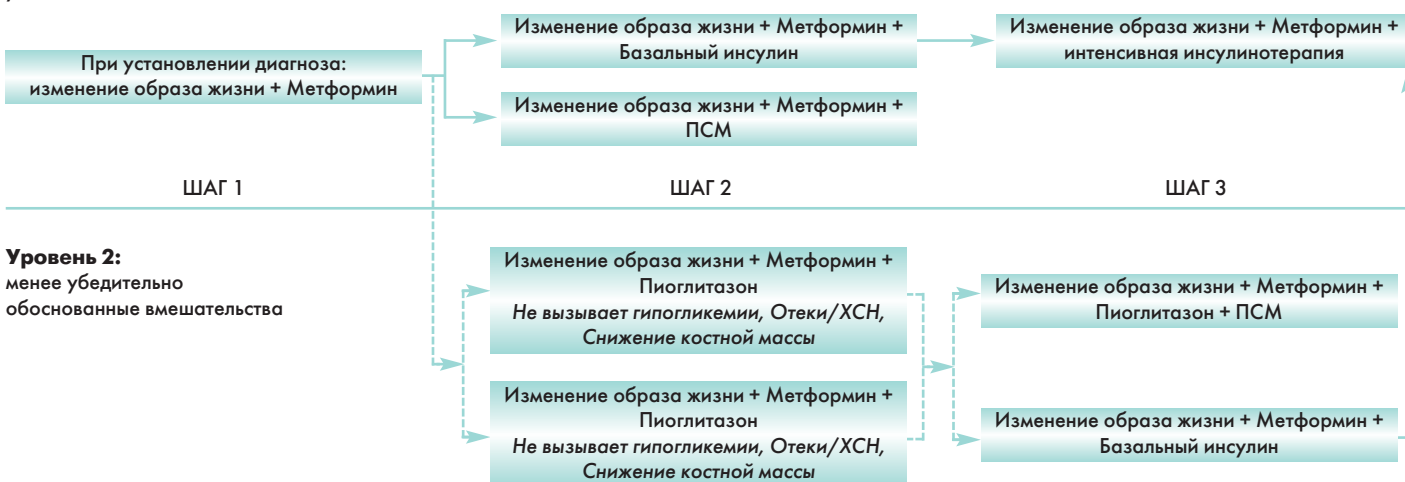 При установлении диагноза:
изменение образа жизни + Метформин
Изменение образа жизни + Метформин +
Базальный инсулин
Изменение образа жизни + Метформин +
интенсивная инсулинотерапия
Изменение образа жизни + Метформин +
ПСМ
ШАГ 1
ШАГ 2
ШАГ 3
Уровень 2:
менее убедительно
обоснованные вмешательства
Изменение образа жизни + Метформин +
Пиоглитазон
Не вызывает гипогликемии, Отеки/ХСН,
Снижение костной массы
Изменение образа жизни + Метформин +
Пиоглитазон + ПСМ
Изменение образа жизни + Метформин +
Пиоглитазон
Не вызывает гипогликемии, Отеки/ХСН,
Снижение костной массы
Изменение образа жизни + Метформин +
Базальный инсулин